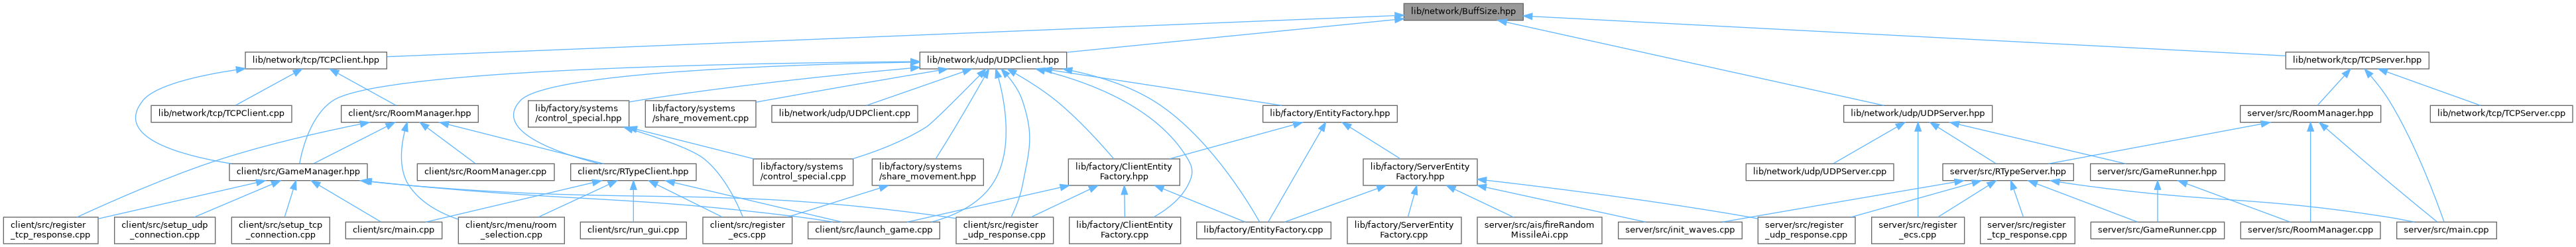 lib/network/BuffSize.hpp
lib/network/tcp/TCPClient.hpp
lib/network/udp/UDPClient.hpp
lib/network/tcp/TCPServer.hpp
lib/network/tcp/TCPClient.cpp
client/src/RoomManager.hpp
lib/factory/systems
/control_special.hpp
lib/factory/systems
/share_movement.cpp
lib/network/udp/UDPClient.cpp
lib/factory/EntityFactory.hpp
lib/network/udp/UDPServer.hpp
server/src/RoomManager.hpp
lib/network/tcp/TCPServer.cpp
client/src/GameManager.hpp
client/src/RoomManager.cpp
client/src/RTypeClient.hpp
lib/factory/systems
/control_special.cpp
lib/factory/systems
/share_movement.hpp
lib/factory/ClientEntity
Factory.hpp
lib/factory/ServerEntity
Factory.hpp
lib/network/udp/UDPServer.cpp
server/src/RTypeServer.hpp
server/src/GameRunner.hpp
client/src/register
_tcp_response.cpp
client/src/setup_udp
_connection.cpp
client/src/setup_tcp
_connection.cpp
client/src/main.cpp
client/src/menu/room
_selection.cpp
client/src/run_gui.cpp
client/src/register
_ecs.cpp
client/src/launch_game.cpp
client/src/register
_udp_response.cpp
lib/factory/ClientEntity
Factory.cpp
lib/factory/EntityFactory.cpp
lib/factory/ServerEntity
Factory.cpp
server/src/ais/fireRandom
MissileAi.cpp
server/src/init_waves.cpp
server/src/register
_udp_response.cpp
server/src/register
_ecs.cpp
server/src/register
_tcp_response.cpp
server/src/GameRunner.cpp
server/src/RoomManager.cpp
server/src/main.cpp